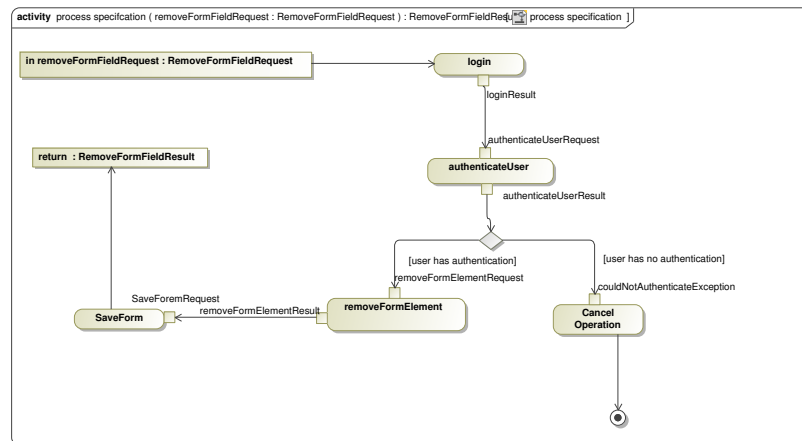 activity process specifcation ( removeFormFieldRequest : RemoveFormFieldRequest ) : RemoveFormFieldResu[ process specification ]
in removeFormFieldRequest : RemoveFormFieldRequest
login
loginResult
authenticateUserRequest
return : RemoveFormFieldResult
authenticateUser
authenticateUserResult
[user has authentication]
[user has no authentication]
removeFormElementRequest
couldNotAuthenticateException
SaveForemRequest
removeFormElementResult
removeFormElement
SaveForm
Cancel
Operation